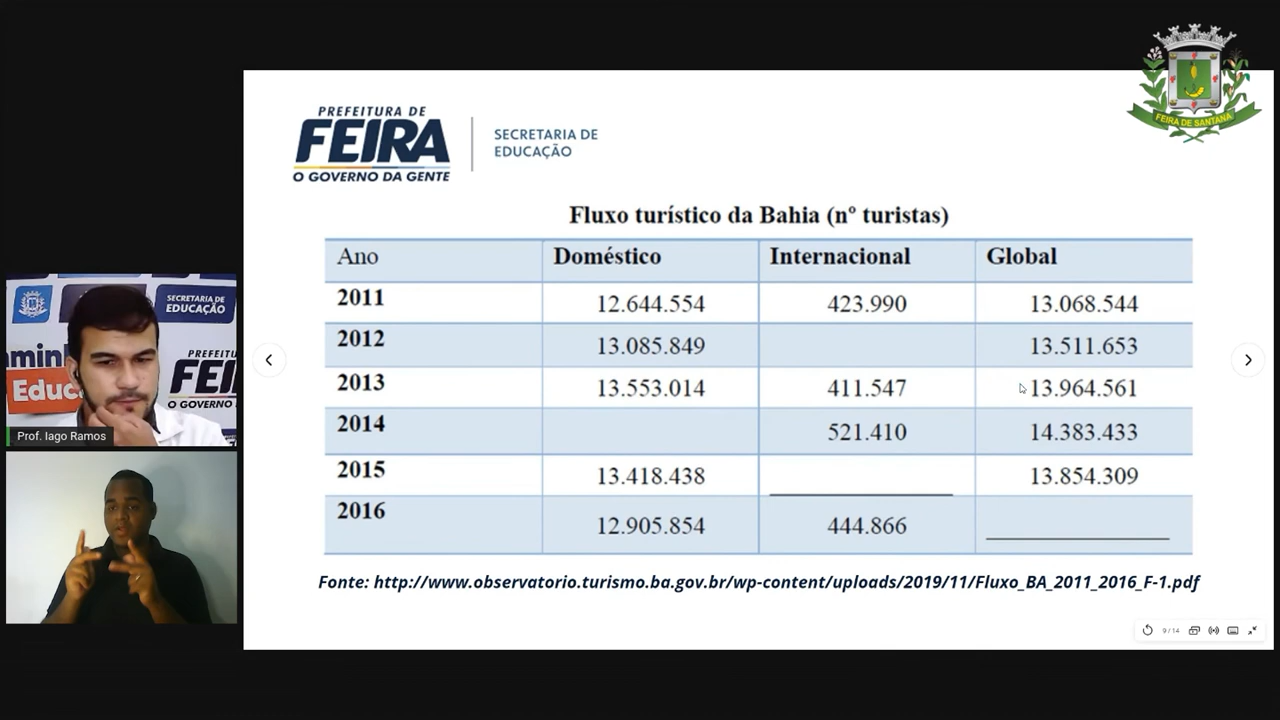 FEIRA DE SANTANA
PREFEITURA DE
FEIRA
O GOVERNO DA GENTE
SECRETARIA DE
EDUCAÇÃO
Fluxo turístico da Bahia (nº turistas)
Ano Doméstico Internacional Global
2011 12.644.554 423.990 13.068.544
2012 13.085.849 13.511.653
2013 13.553.014 411.547 13.964.561
2014 521.410 14.383.433
2015 13.418.438 13.854.309
2016 12.905.854 444.866
Fonte: http://www.observatorio.turismo.ba.gov.br/wp-content/uploads/2019/11/Fluxo_BA_2011_2016_F-1.pdf
9 / 14
SECRETARIA DE
EDUCAÇÃO
amin
Educ
PREFEITU
FEI
O GOVERNO D
Prof. Iago Ramos